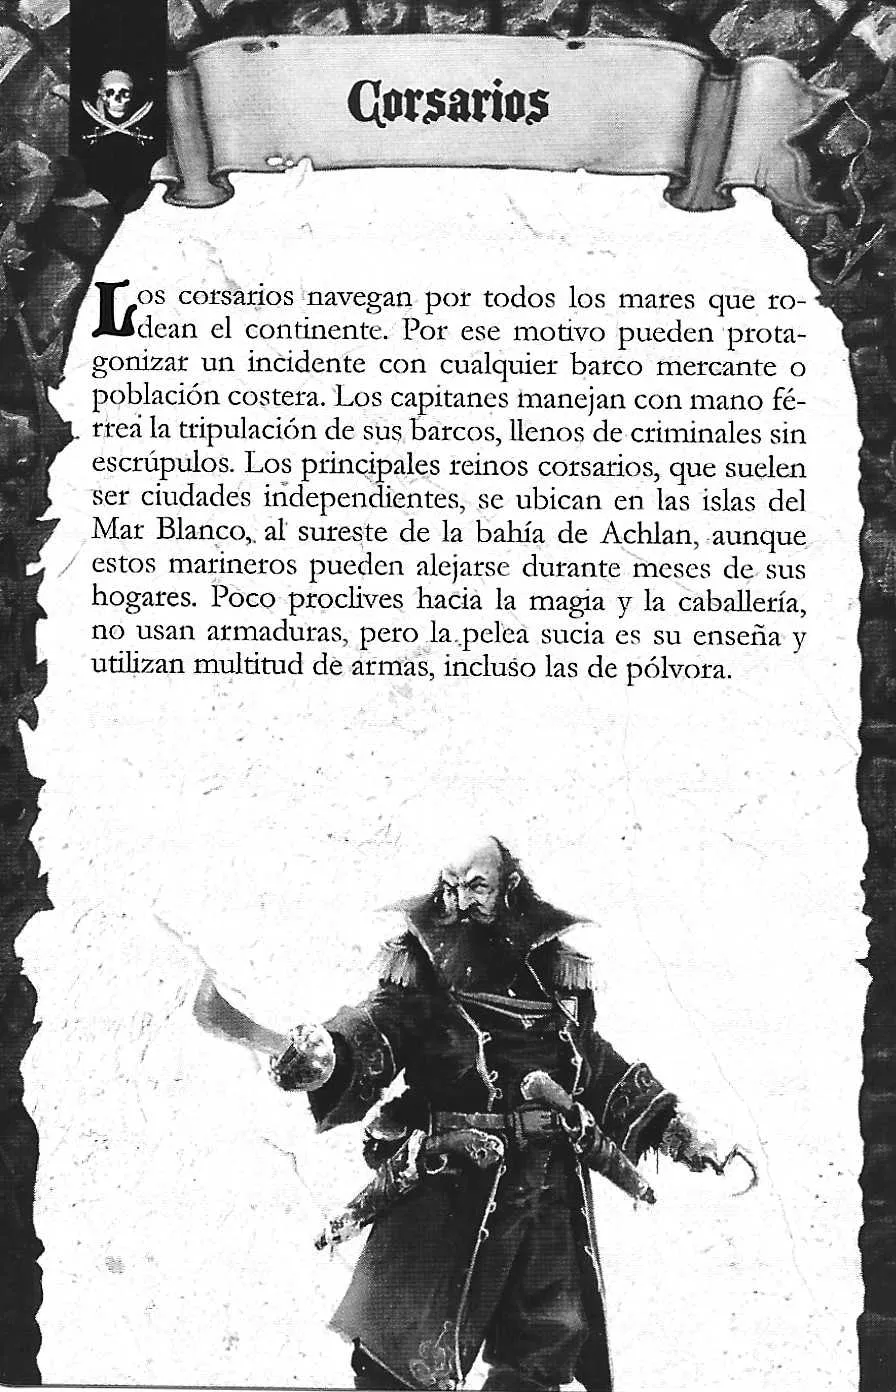 Corsarios
Los corsarios navegan por todos los mares que ro-
dean el continente. Por ese motivo pueden prota-
gonizar un incidente con cualquier barco mercante o
población costera. Los capitanes manejan con mano fé-
rrea la tripulación de sus barcos, llenos de criminales sin
escrúpulos. Los principales reinos corsarios, que suelen
ser ciudades independientes, se ubican en las islas del
Mar Blanco, al sureste de la bahía de Achlan, aunque
estos marineros pueden alejarse durante meses de sus
hogares. Poco proclives hacia la magia y la caballería,
no usan armaduras, pero la pelea sucia es su enseña y
utilizan multitud de armas, incluso las de pólvora.